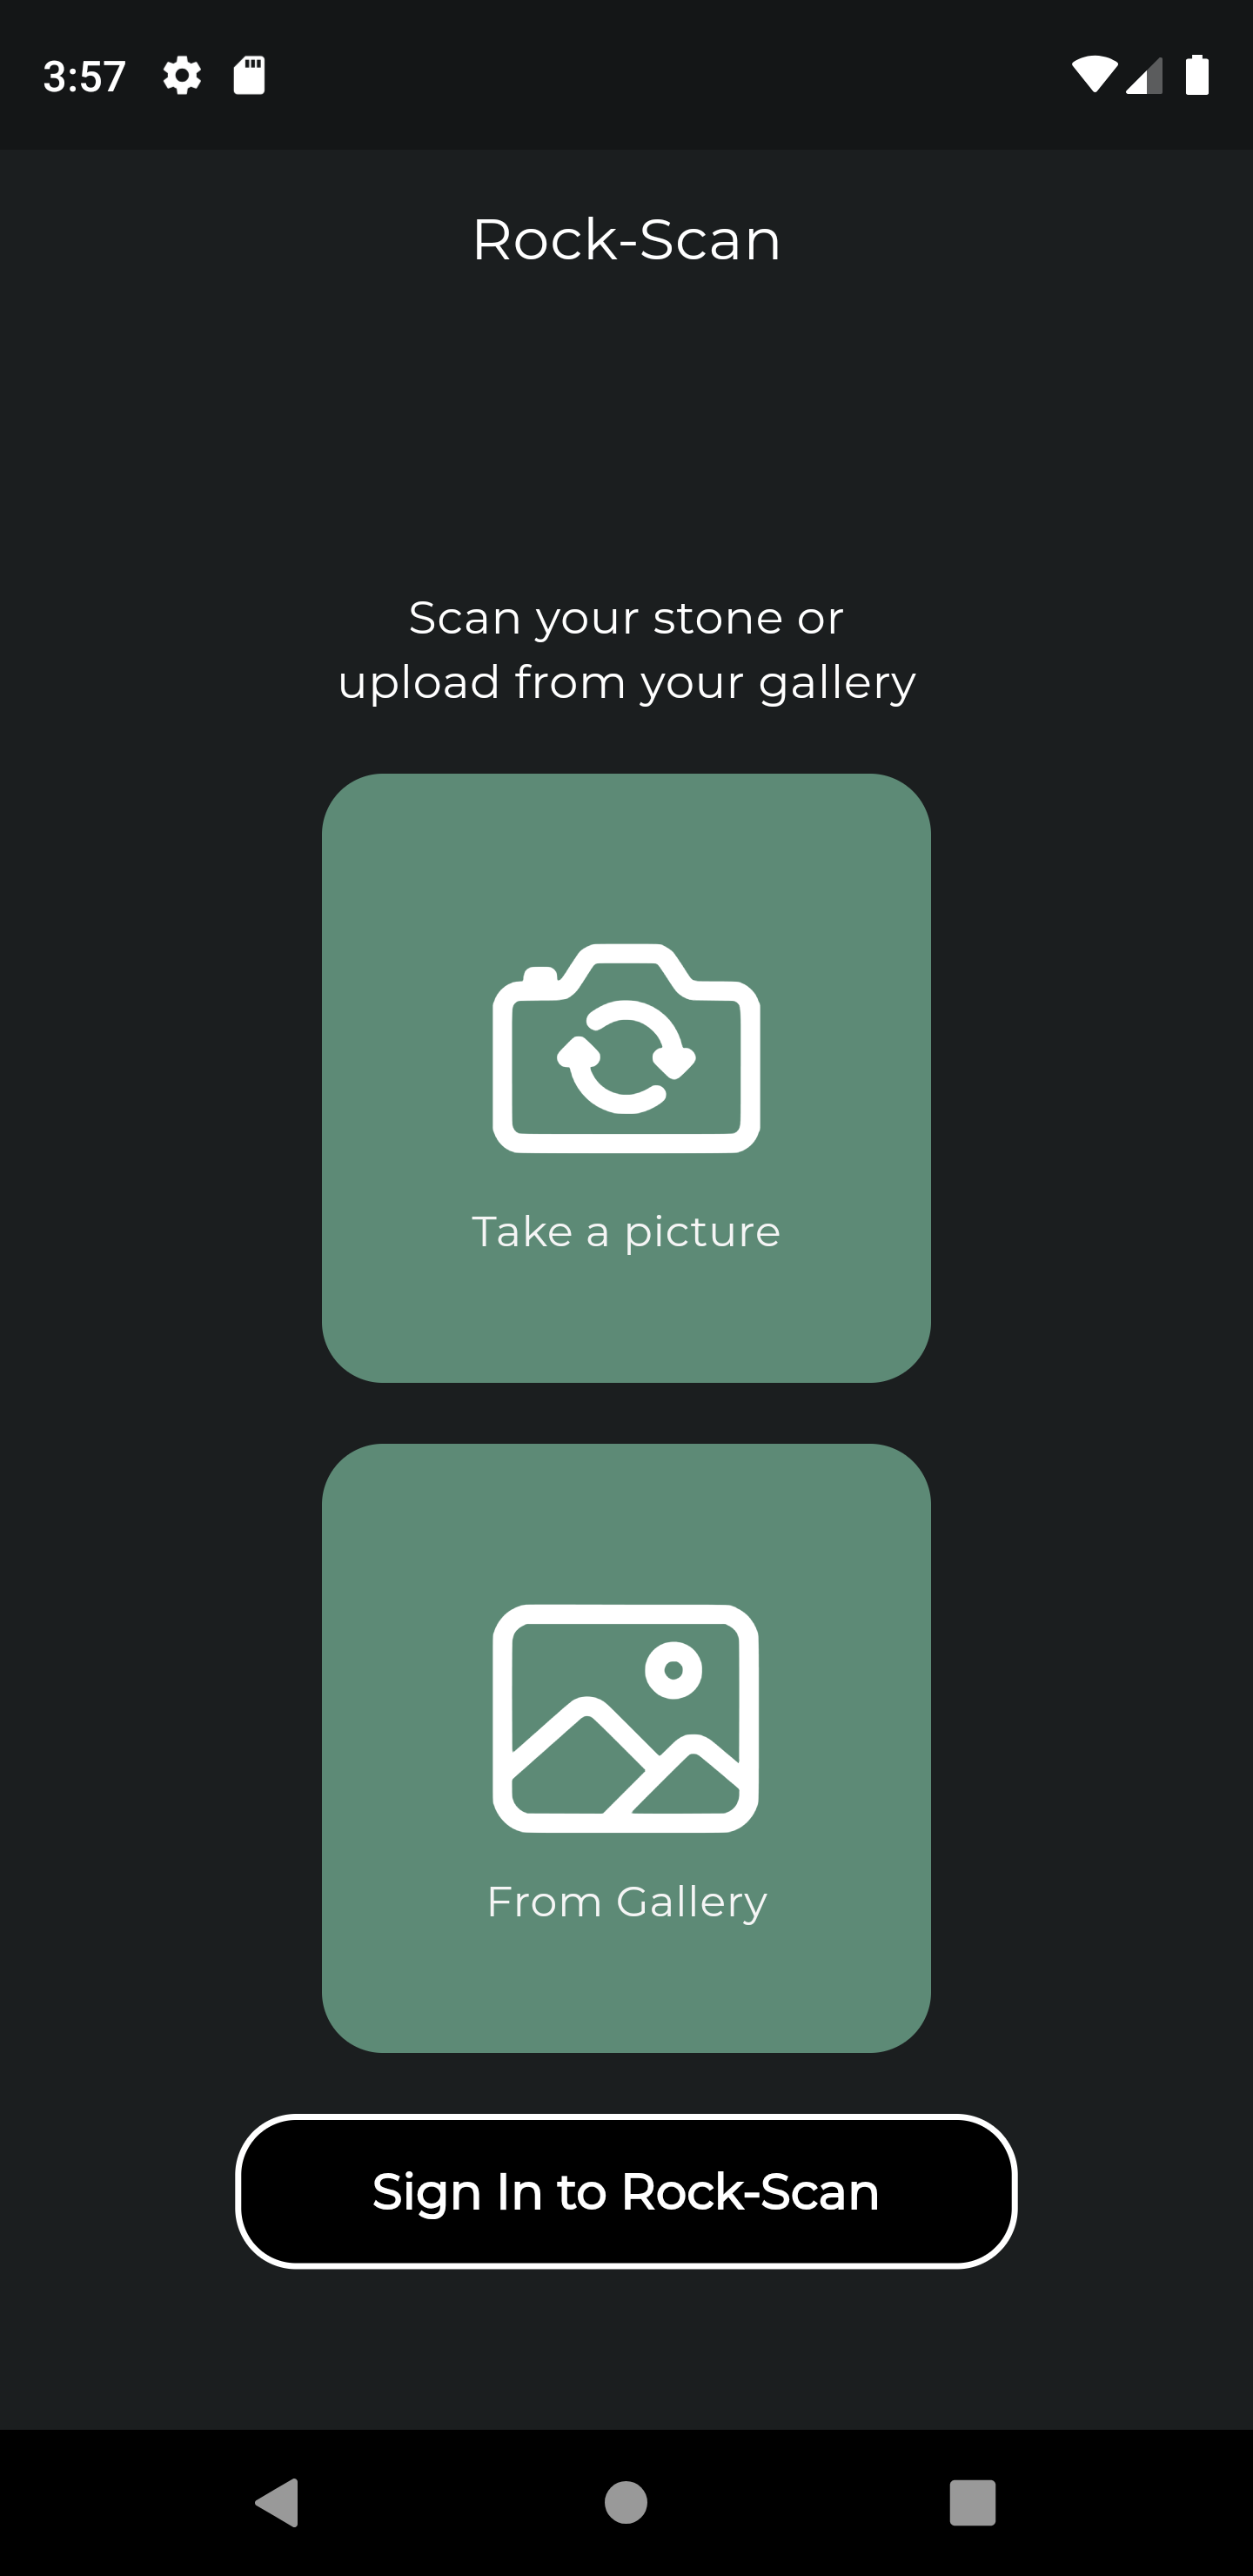 3:57
Rock-Scan
Scan your stone or
upload from your gallery
Take a picture
From Gallery
Sign In to Rock-Scan